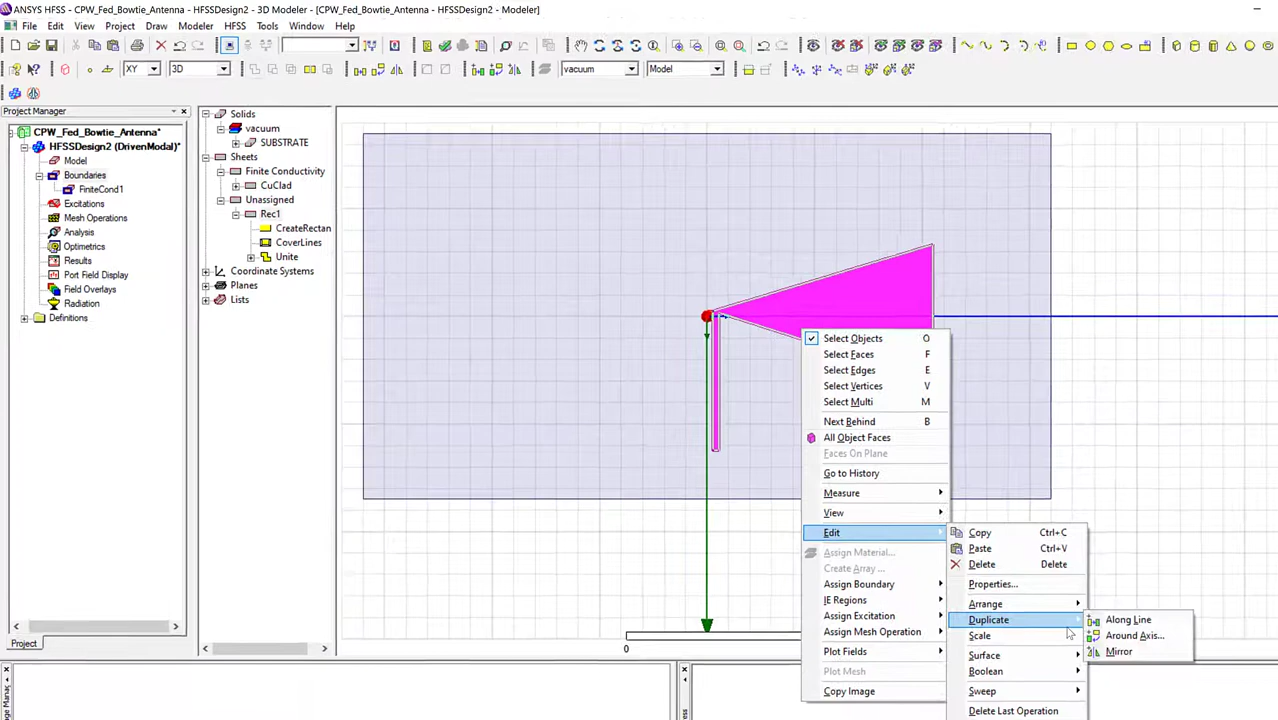 ANSYS HFSS - CPW_Fed_Bowtie_Antenna - HFSSDesign2 - 3D Modeler - [CPW_Fed_Bowtie_Antenna - HFSSDesign2 - Modeler]
File Edit View Project Draw Modeler HFSS Tools Window Help
XY 3D vacuum Model
Project Manager
CPW_Fed_Bowtie_Antenna*
HFSSDesign2 (DrivenModal)*
Model
Boundaries
FiniteCond1
Excitations
Mesh Operations
Analysis
Optimetrics
Results
Port Field Display
Field Overlays
Radiation
Definitions
Project
Solids
vacuum
SUBSTRATE
Sheets
Finite Conductivity
CuClad
Unassigned
Rec1
CreateRectan
CoverLines
Unite
Coordinate Systems
Planes
Lists
0
Select Objects O
Select Faces F
Select Edges E
Select Vertices V
Select Multi M
Next Behind B
All Object Faces
Faces On Plane
Go to History
Measure
View
Edit
Assign Material...
Create Array ...
Assign Boundary
IE Regions
Assign Excitation
Assign Mesh Operation
Plot Fields
Plot Mesh
Copy Image
Copy Ctrl+C
Paste Ctrl+V
Delete Delete
Properties...
Arrange
Duplicate
Scale
Surface
Boolean
Sweep
Delete Last Operation
Along Line
Around Axis...
Mirror